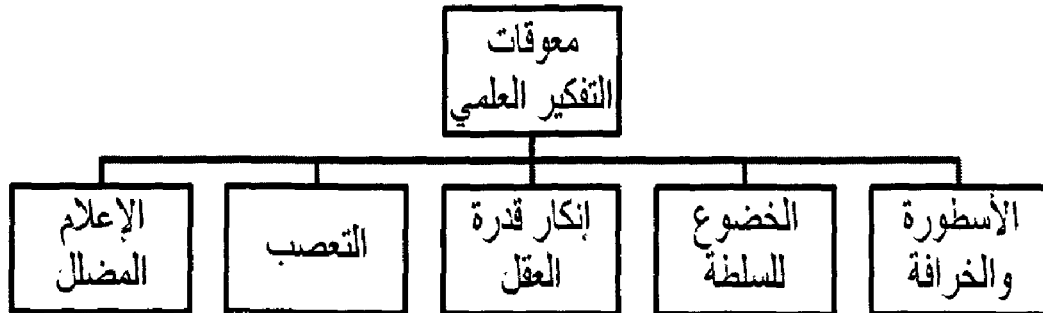 معوقات
التفكير العلمي
الأسطورة
والخرافة
الخضوع
للسلطة
إنكار قدرة
العقل
التعصب
الإعلام
المضلل